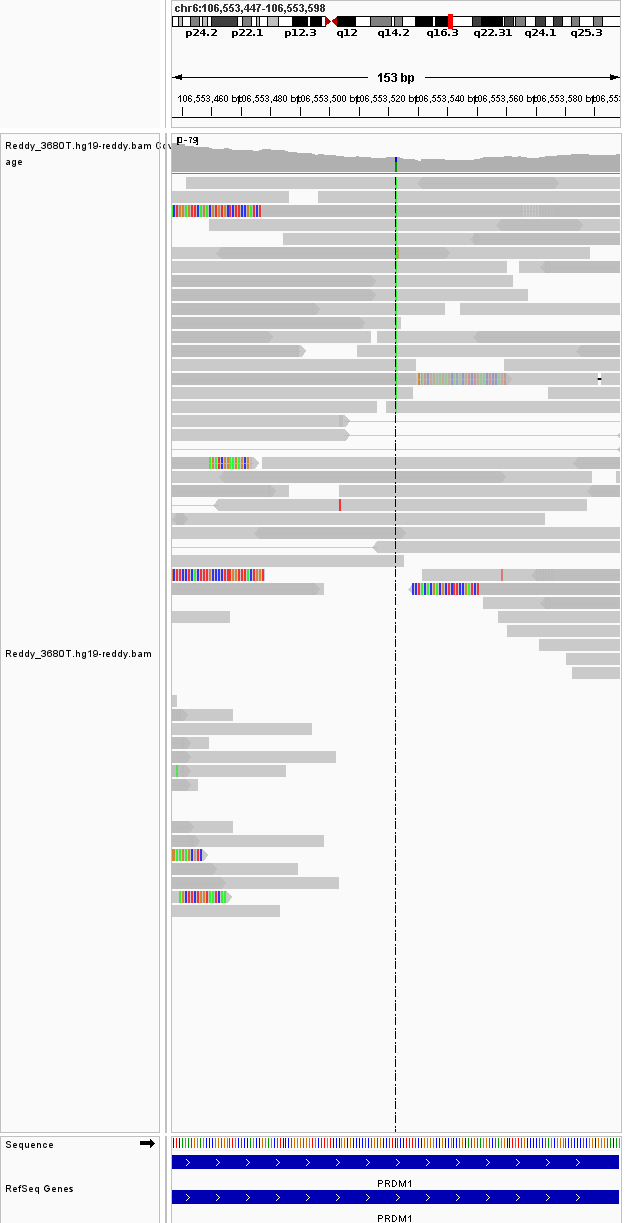 chr6:106,553,447-106,553,598
p24.2 p22.1 p12.3 q12 q14.2 q16.3 q22.31 q24.1 q25.3
153 bp
106,553,460 bp 106,553,480 bp 106,553,500 bp 106,553,520 bp 106,553,540 bp 106,553,560 bp 106,553,580 bp 106,553
Reddy_3680T.hg19-reddy.bam Cov
age
Reddy_3680T.hg19-reddy.bam
Sequence
PRDM1
RefSeq Genes
PRDM1